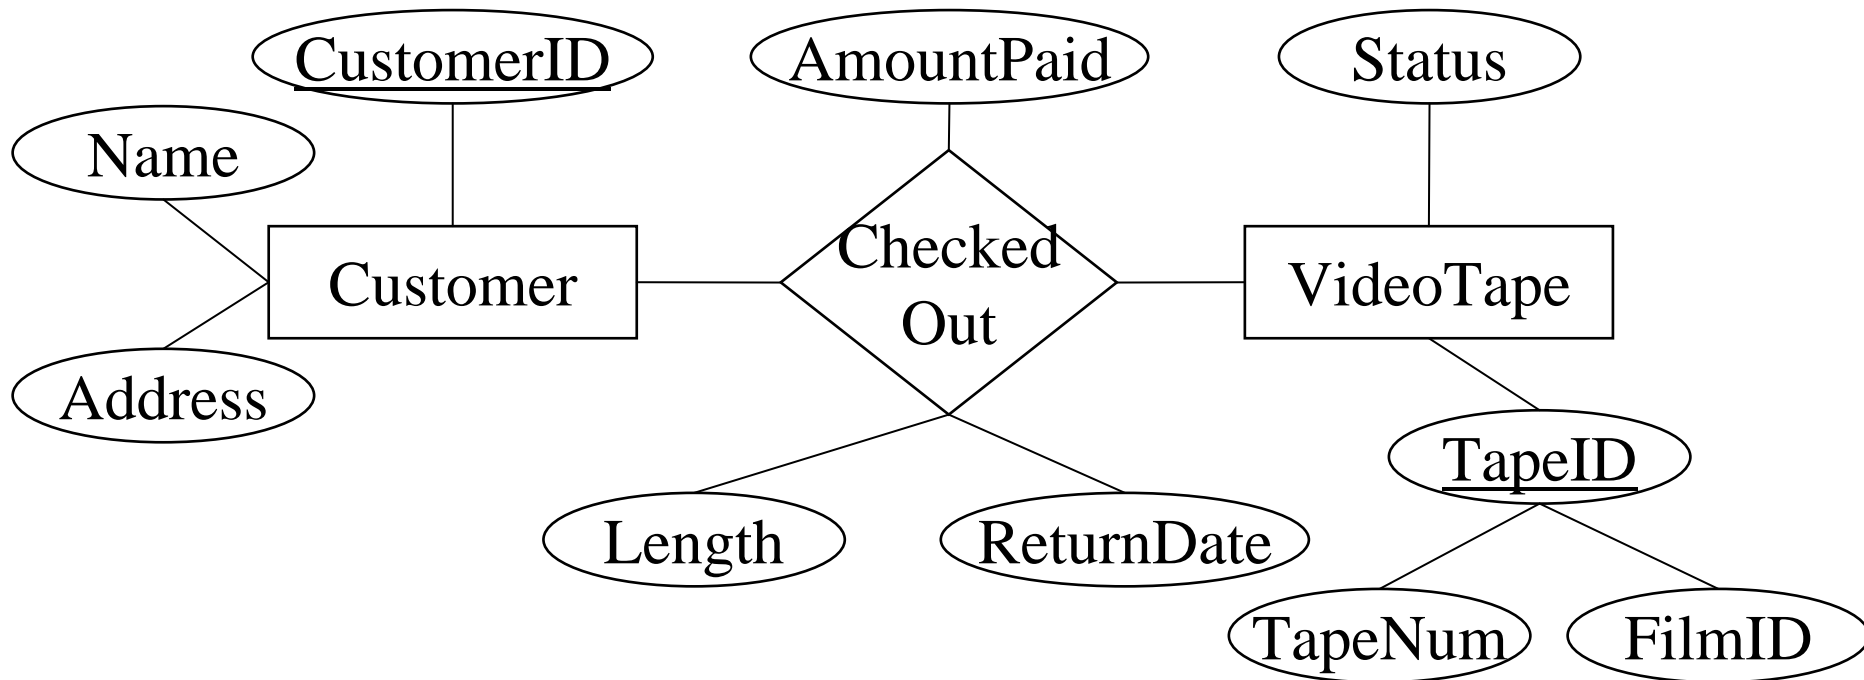 CustomerID
AmountPaid
Status
Name
Customer
Checked
Out
VideoTape
Address
TapeID
Length
ReturnDate
TapeNum
FilmID